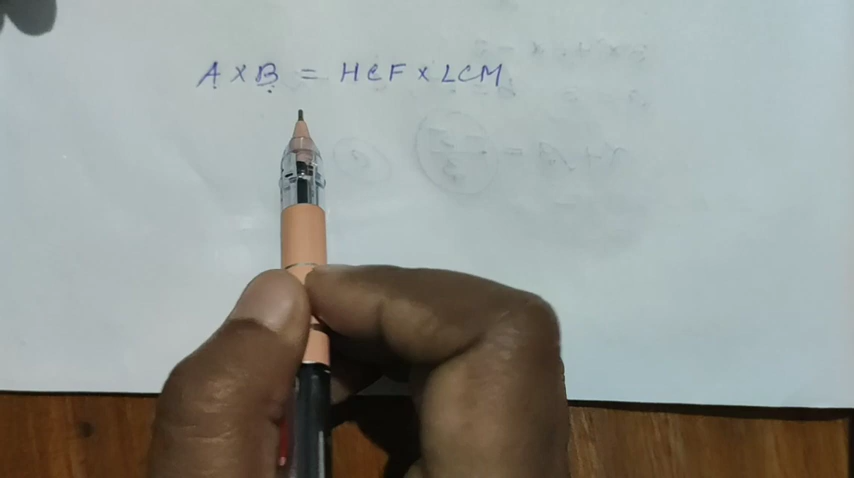 A × B = HCF × LCM